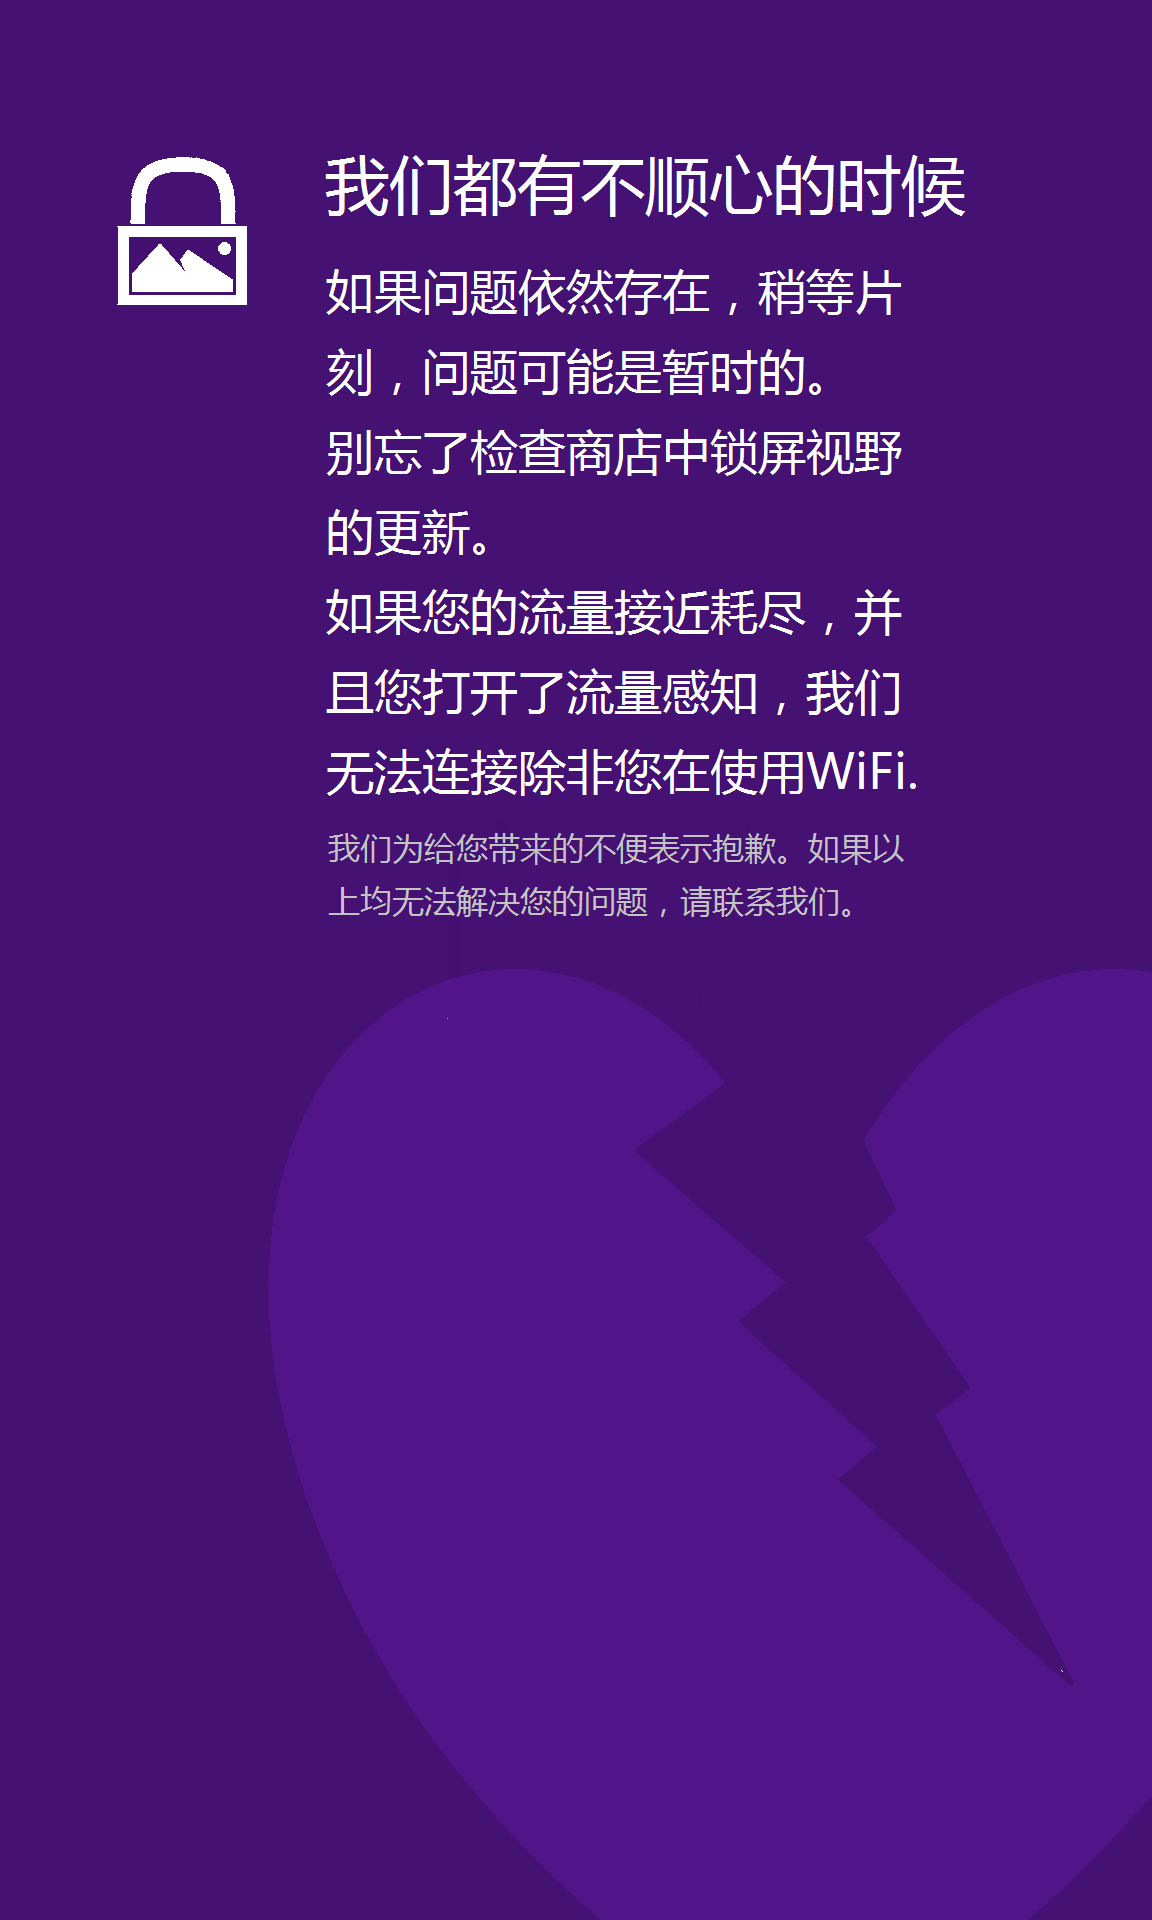 我们都有不顺心的时候
如果问题依然存在，稍等片
刻，问题可能是暂时的。
别忘了检查商店中锁屏视野
的更新。
如果您的流量接近耗尽，并
且您打开了流量感知，我们
无法连接除非您在使用WiFi.
我们为给您带来的不便表示抱歉。如果以
上均无法解决您的问题，请联系我们。